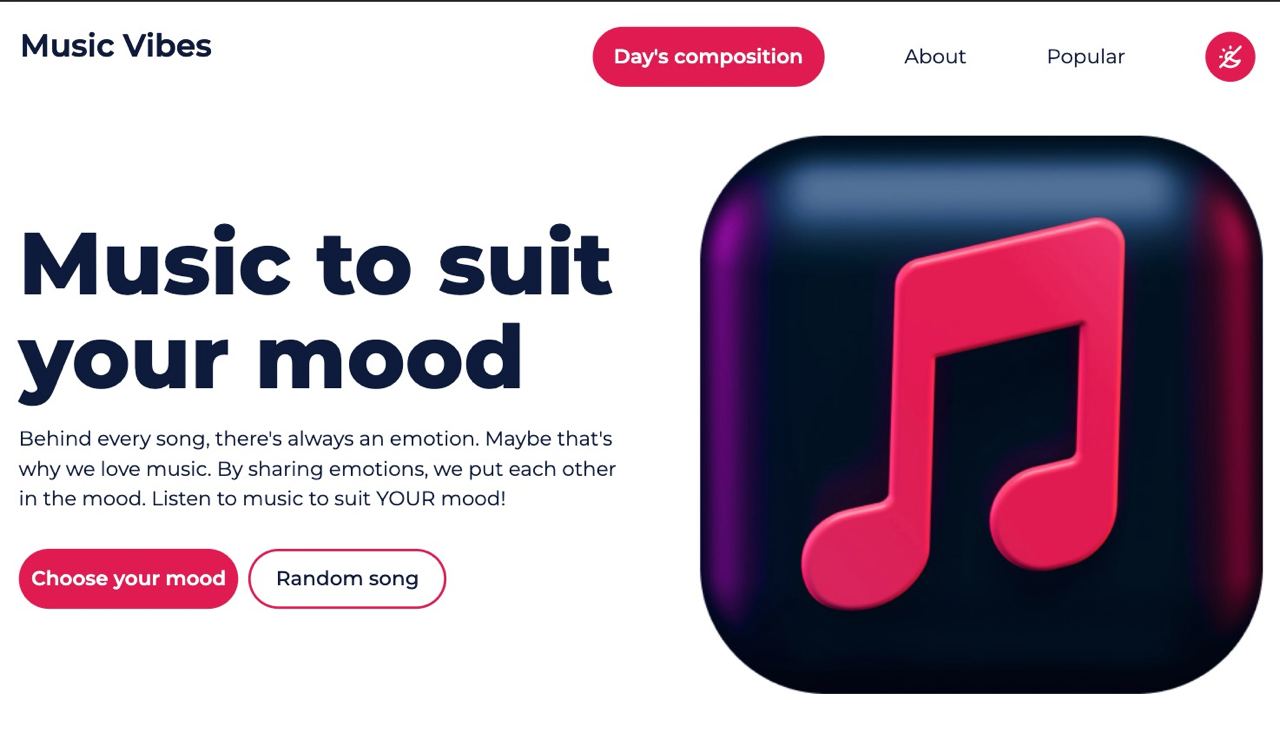 Music Vibes
Day's composition
About
Popular
Music to suit
your mood
Behind every song, there's always an emotion. Maybe that's
why we love music. By sharing emotions, we put each other
in the mood. Listen to music to suit YOUR mood!
Choose your mood
Random song